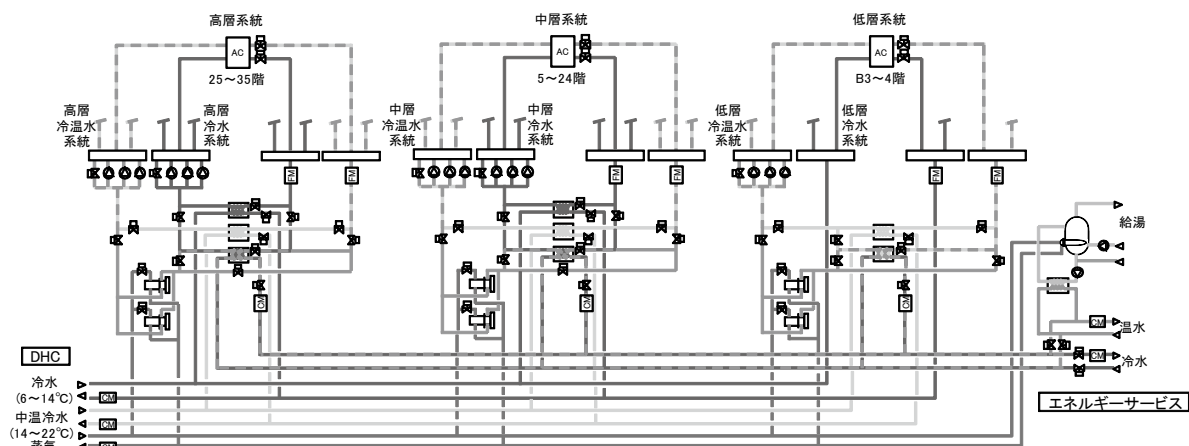 高層系統
AC
25～35階
高層
冷温水
系統
高層
冷水
系統
FM
FM
CM
中層系統
AC
5～24階
中層
冷温水
系統
中層
冷水
系統
FM
FM
CM
低層系統
AC
B3～4階
低層
冷温水
系統
低層
冷水
系統
FM
FM
CM
給湯
CM
温水
CM
冷水
エネルギーサービス
DHC
冷水
(6～14℃)
CM
中温冷水
CM
(14～22℃)
蒸気
CM